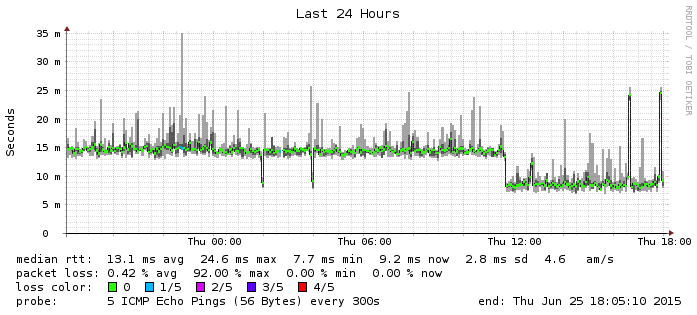 Last 24 Hours
RRDTOOL / TOBI OETIKER
Seconds
35 m
30 m
25 m
20 m
15 m
10 m
5 m
0
Thu 00:00 Thu 06:00 Thu 12:00 Thu 18:00
median rtt: 13.1 ms avg 24.6 ms max 7.7 ms min 9.2 ms now 2.8 ms sd 4.6 am/s
packet loss: 0.42 % avg 92.00 % max 0.00 % min 0.00 % now
loss color: 0 1/5 2/5 3/5 4/5
probe: 5 ICMP Echo Pings (56 Bytes) every 300s end: Thu Jun 25 18:05:10 2015